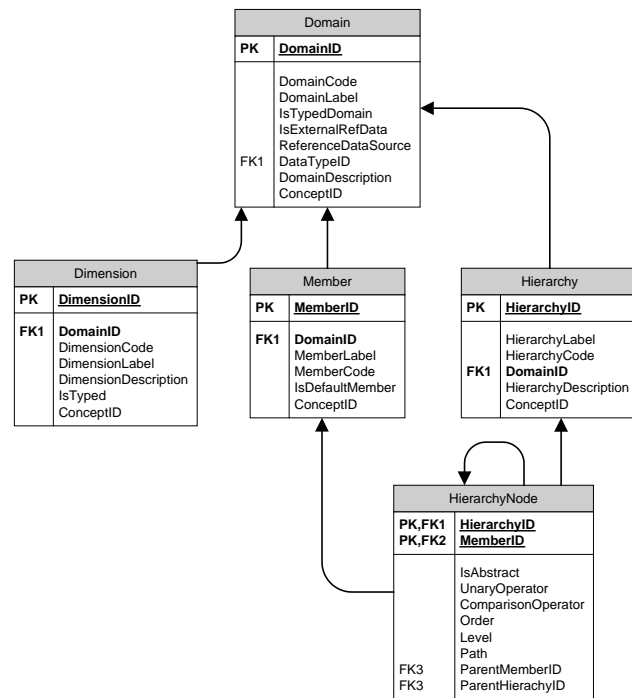 Domain
PK DomainID
DomainCode
DomainLabel
IsTypedDomain
IsExternalRefData
ReferenceDataSource
FK1 DataTypeID
DomainDescription
ConceptID
Dimension
PK DimensionID
FK1 DomainID
DimensionCode
DimensionLabel
DimensionDescription
IsTyped
ConceptID
Member
PK MemberID
FK1 DomainID
MemberLabel
MemberCode
IsDefaultMember
ConceptID
Hierarchy
PK HierarchyID
HierarchyLabel
HierarchyCode
FK1 DomainID
HierarchyDescription
ConceptID
HierarchyNode
PK,FK1 HierarchyID
PK,FK2 MemberID
IsAbstract
UnaryOperator
ComparisonOperator
Order
Level
Path
FK3 ParentMemberID
FK3 ParentHierachyID